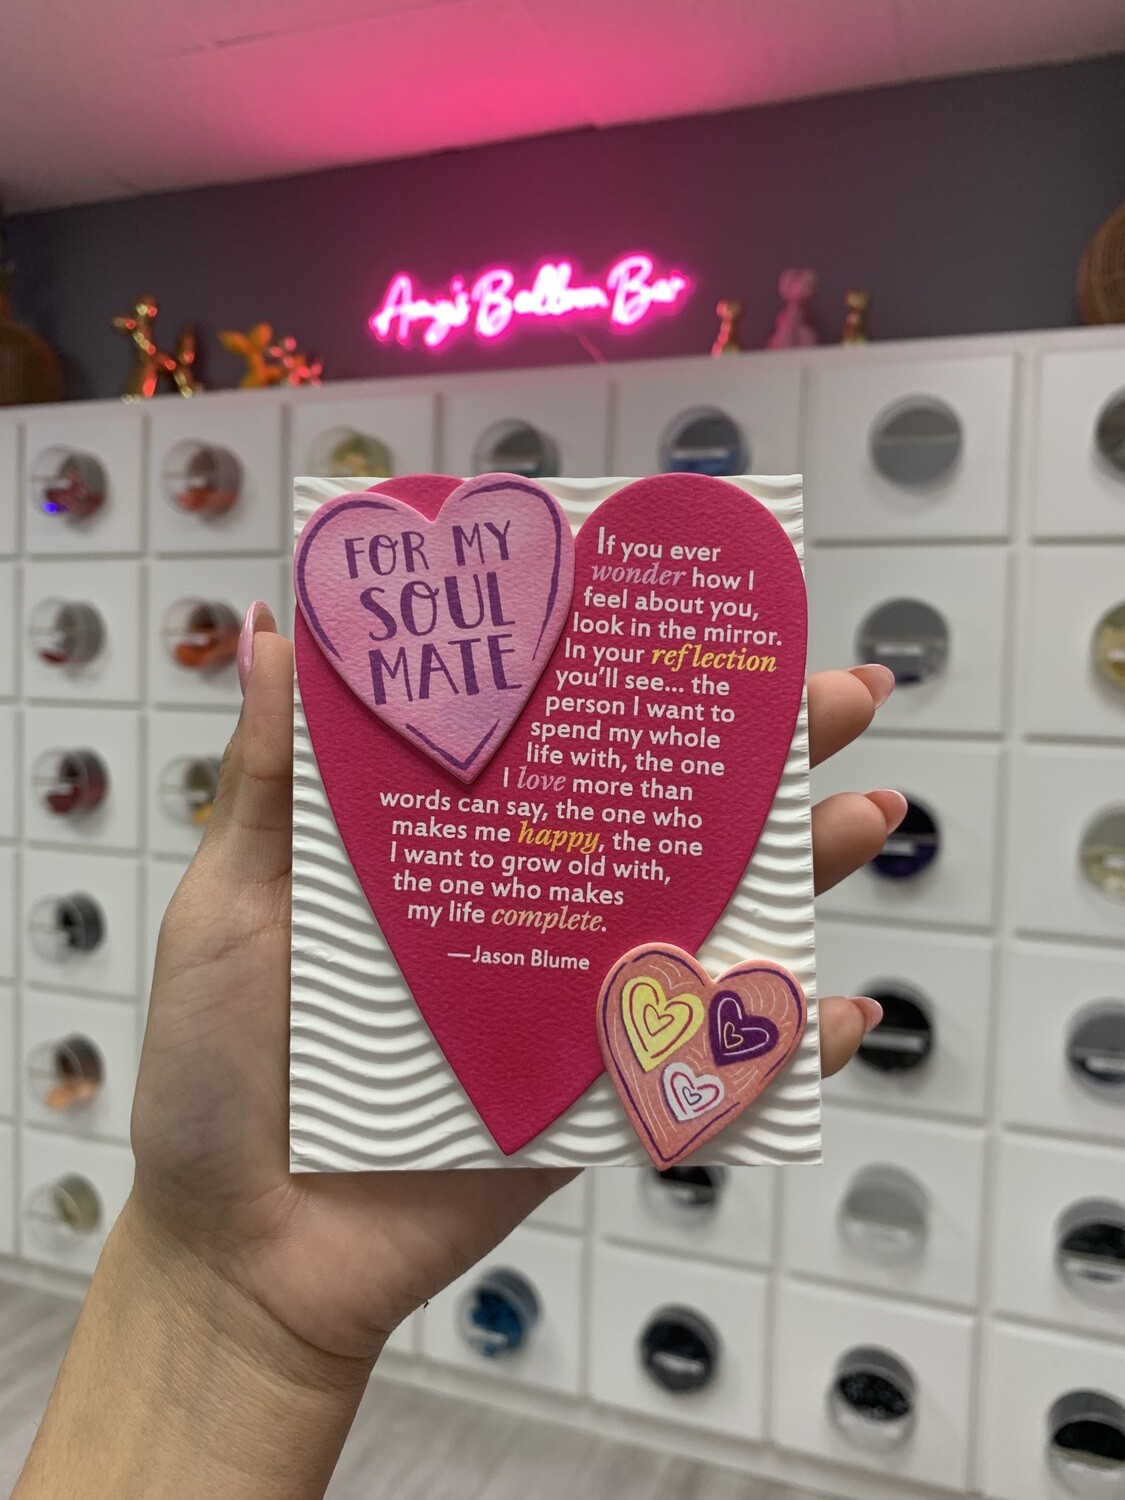 Amy's Balloon Bar
FOR MY
SOUL
MATE
If you ever
wonder how I
feel about you,
look in the mirror.
In your reflection
you'll see... the
person I want to
spend my whole
life with, the one
I love more than
words can say, the one who
makes me happy, the one
I want to grow old with,
the one who makes
my life complete.
—Jason Blume